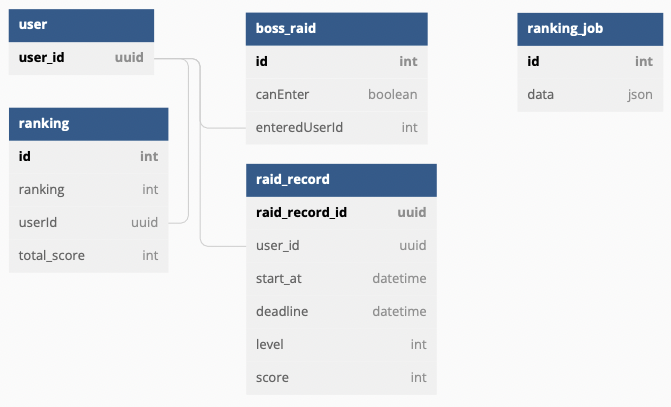 user
user_id uuid
ranking
id int
ranking int
userId uuid
total_score int
boss_raid
id int
canEnter boolean
enteredUserId int
raid_record
raid_record_id uuid
user_id uuid
start_at datetime
deadline datetime
level int
score int
ranking_job
id int
data json